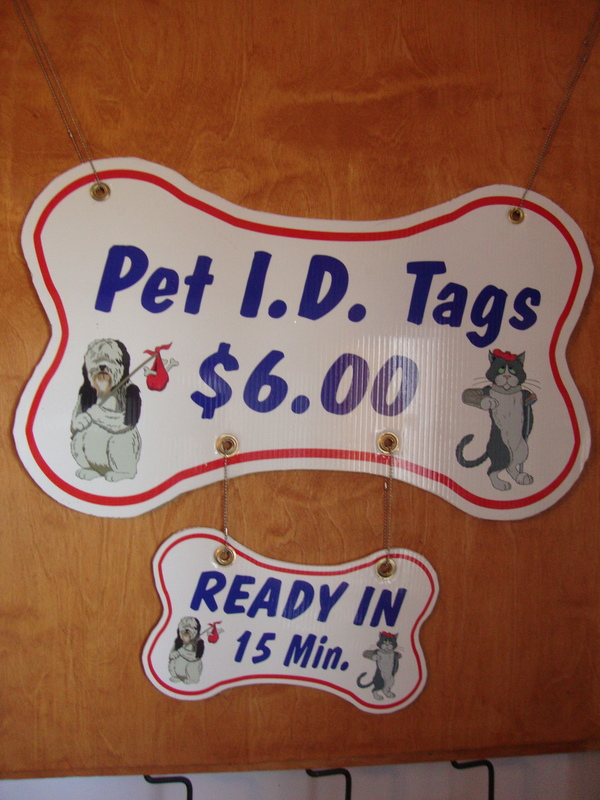 Pet I.D. Tags
$6.00
READY IN
15 Min.